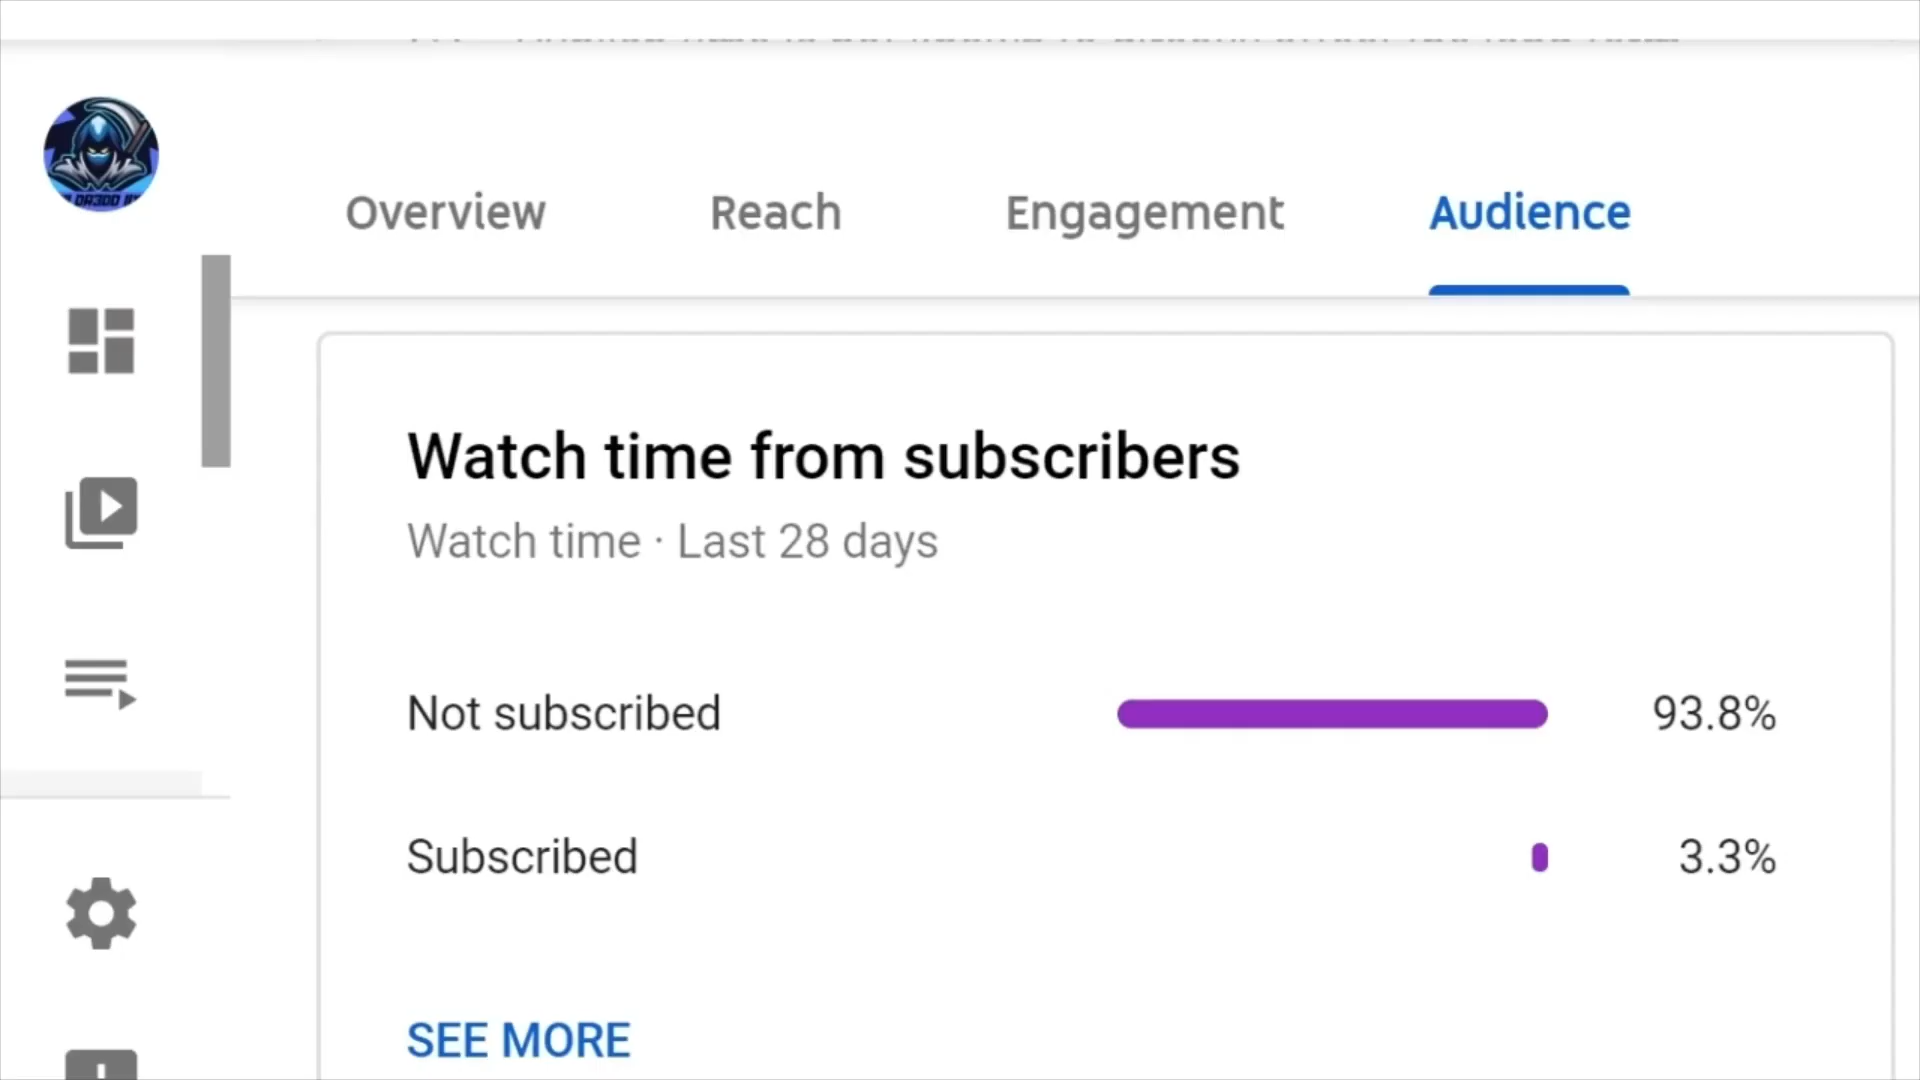 Overview Reach Engagement Audience
Watch time from subscribers
Watch time · Last 28 days
Not subscribed 93.8%
Subscribed 3.3%
SEE MORE